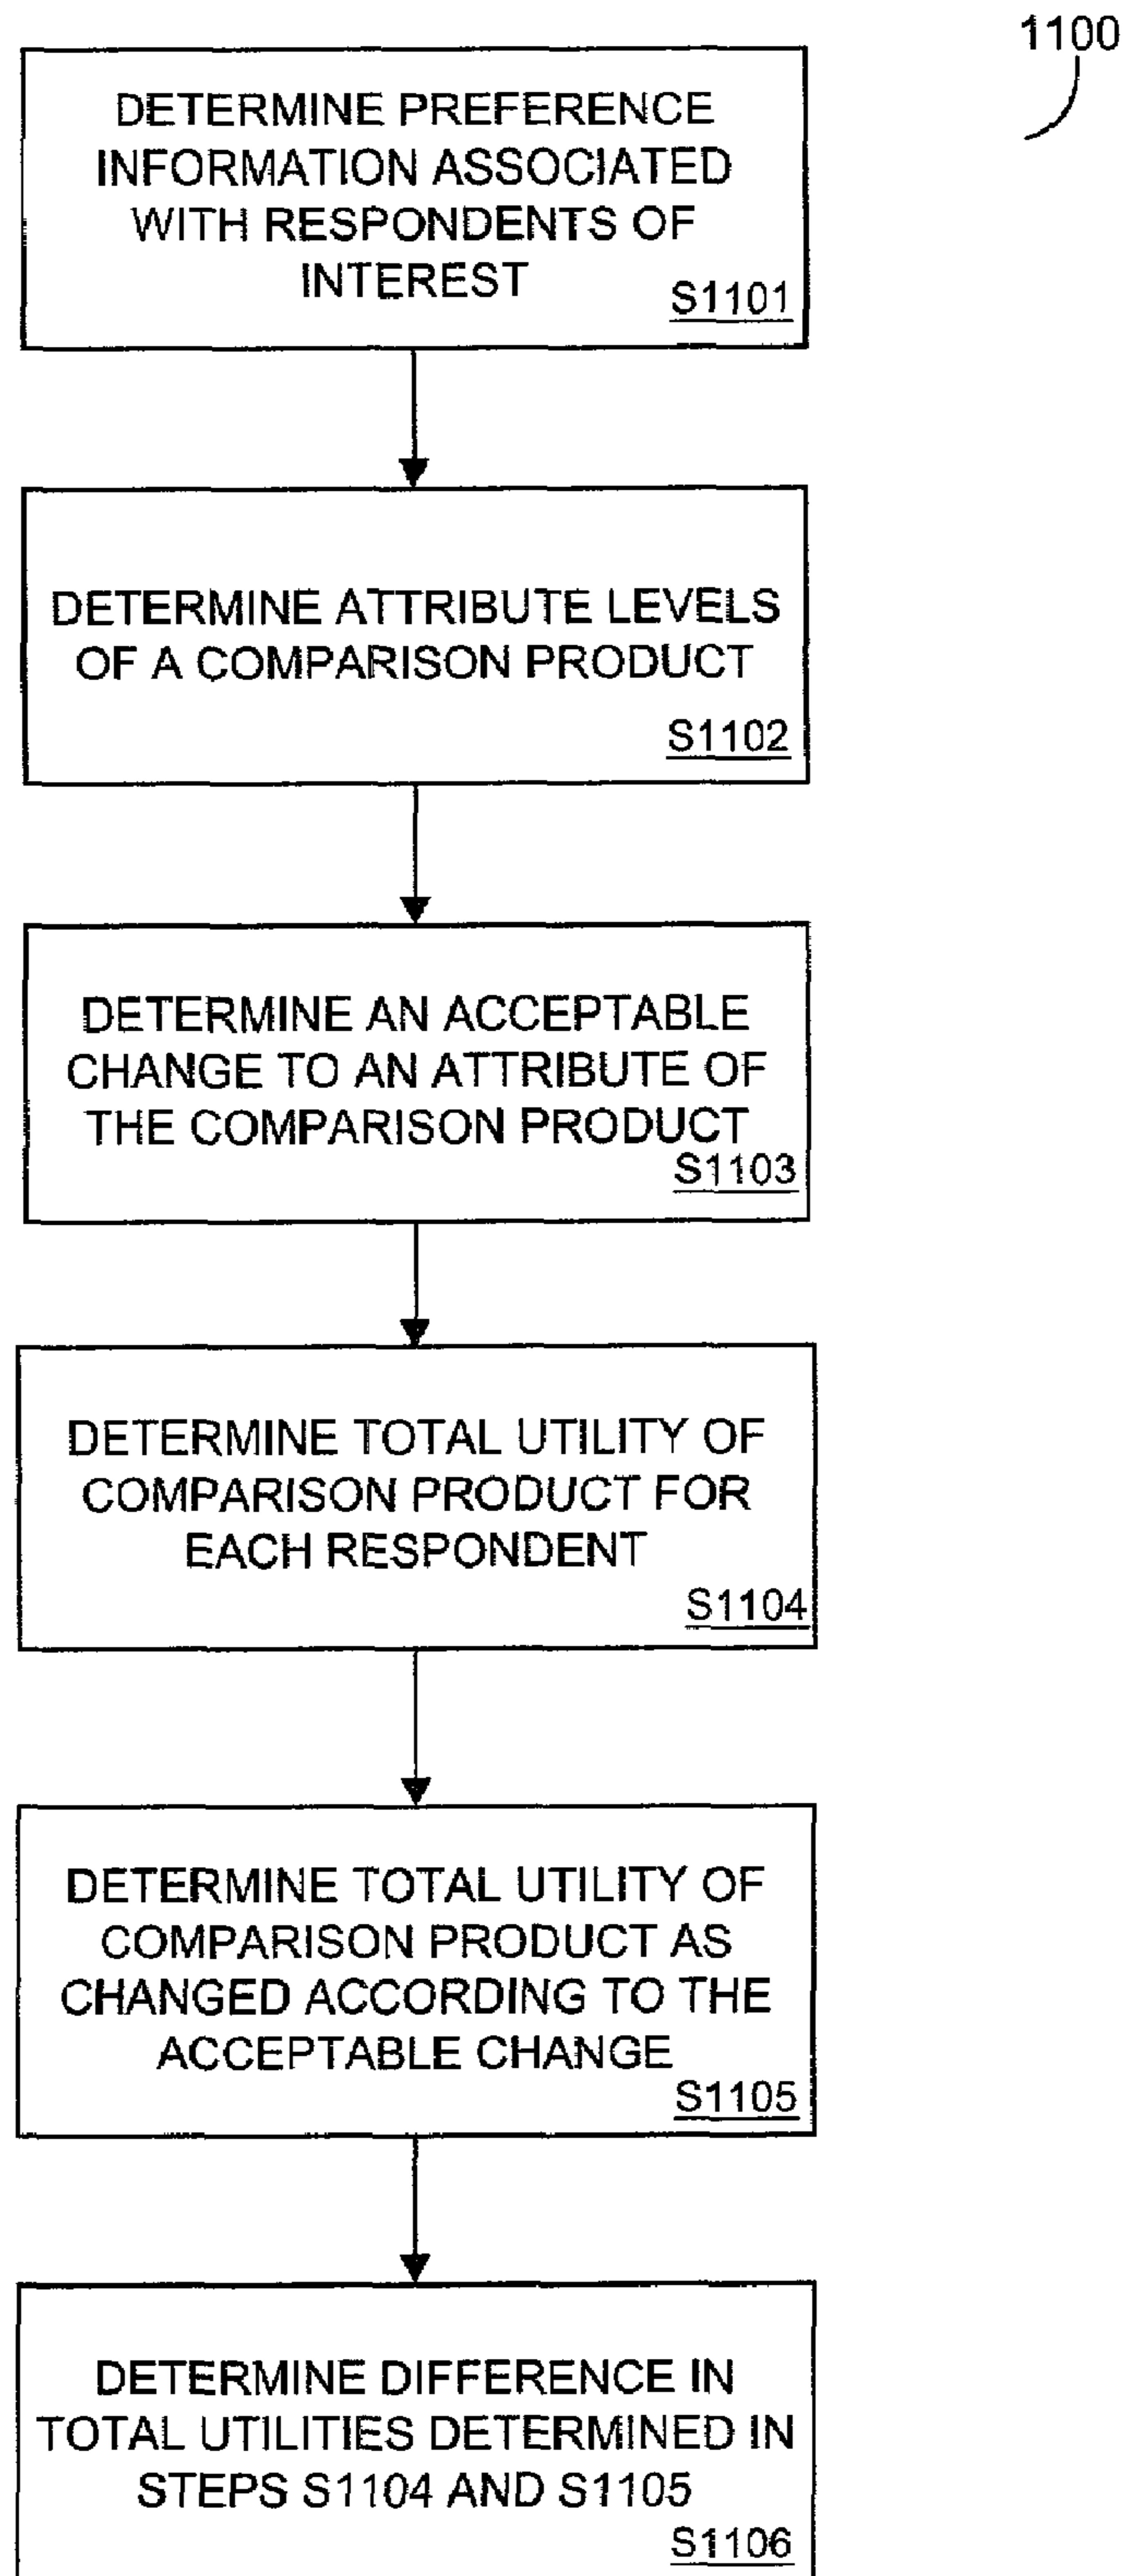 1100
DETERMINE PREFERENCE
INFORMATION ASSOCIATED
WITH RESPONDENTS OF
INTEREST
S1101
DETERMINE ATTRIBUTE LEVELS
OF A COMPARISON PRODUCT
S1102
DETERMINE AN ACCEPTABLE
CHANGE TO AN ATTRIBUTE OF
THE COMPARISON PRODUCT
S1103
DETERMINE TOTAL UTILITY OF
COMPARISON PRODUCT FOR
EACH RESPONDENT
S1104
DETERMINE TOTAL UTILITY OF
COMPARISON PRODUCT AS
CHANGED ACCORDING TO THE
ACCEPTABLE CHANGE
S1105
DETERMINE DIFFERENCE IN
TOTAL UTILITIES DETERMINED IN
STEPS S1104 AND S1105
S1106